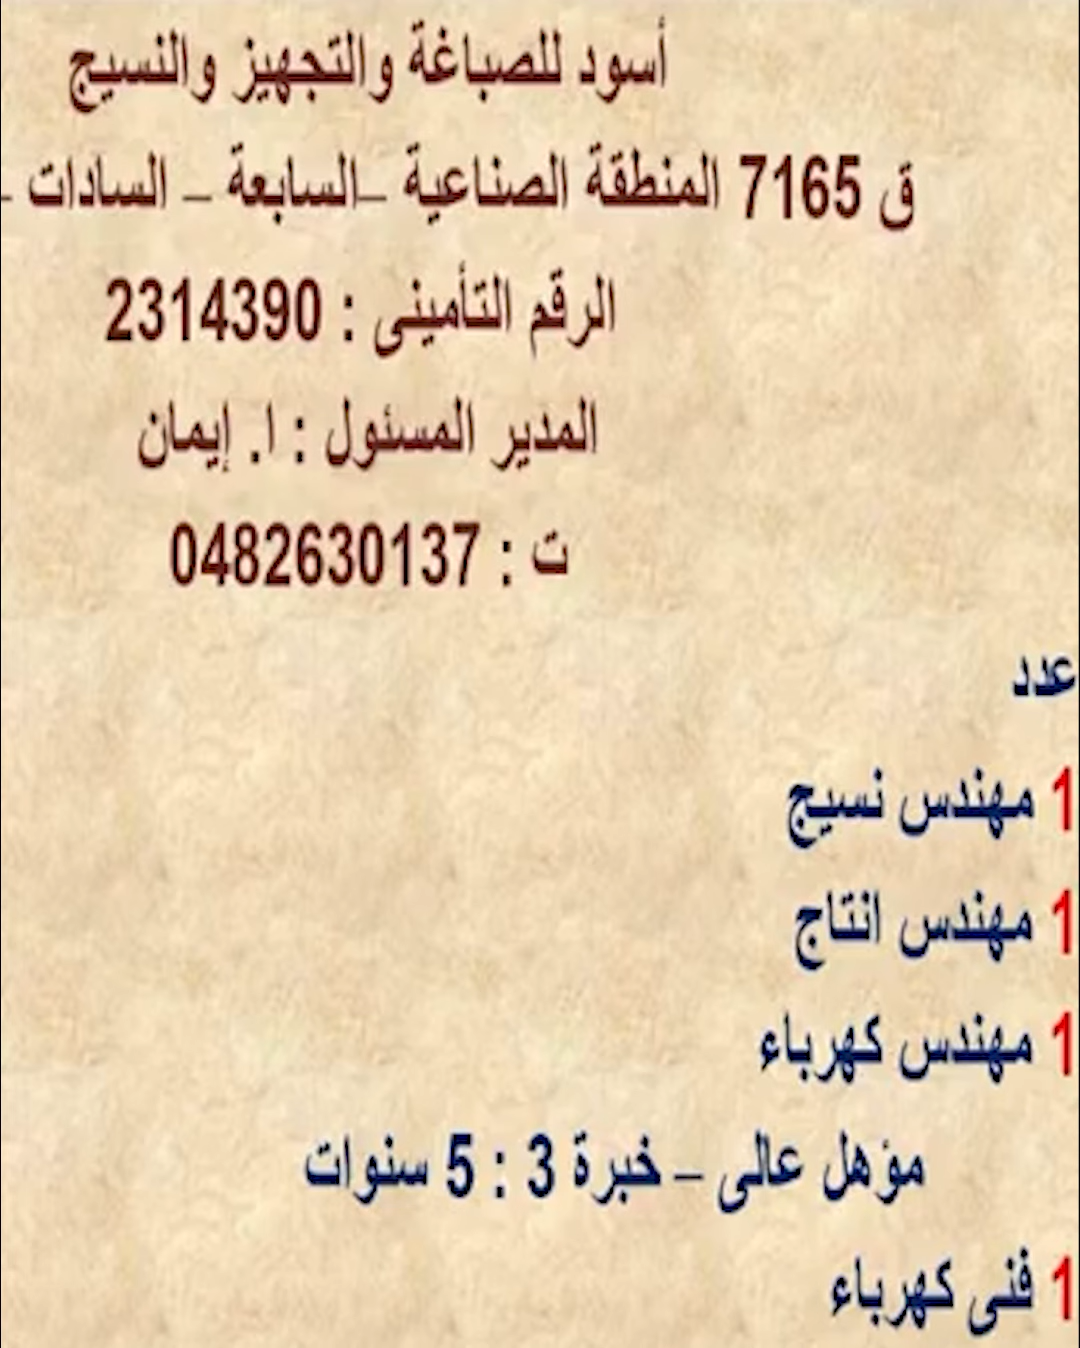 أسود للصباغة والتجهيز والنسيج
ق 7165 المنطقة الصناعية –السابعة – السادات –
الرقم التأمينى : 2314390
المدير المسئول : ا. إيمان
ت : 0482630137
عدد
1 مهندس نسيج
1 مهندس انتاج
1 مهندس كهرباء
مؤهل عالى – خبرة 3 : 5 سنوات
1 فنى كهرباء